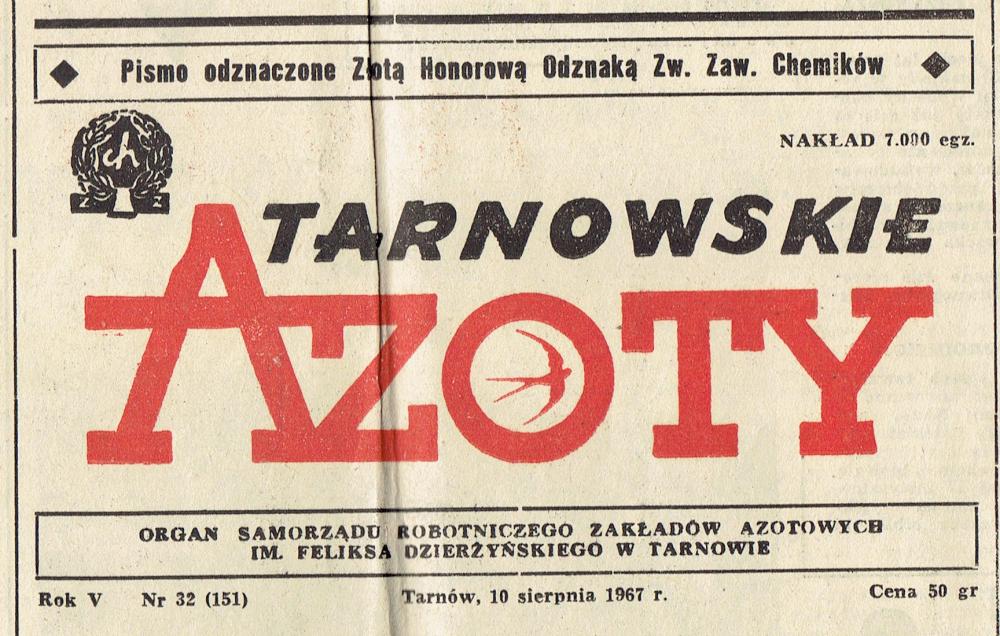 ◆ Pismo odznaczone Złotą Honorową Odznaką Zw. Zaw. Chemików ◆
ch
Z Z
NAKŁAD 7.000 egz.
TARNOWSKIE
AZOTY
ORGAN SAMORZĄDU ROBOTNICZEGO ZAKŁADÓW AZOTOWYCH
IM. FELIKSA DZIERŻYŃSKIEGO W TARNOWIE
Rok V Nr 32 (151) Tarnów, 10 sierpnia 1967 r. Cena 50 gr